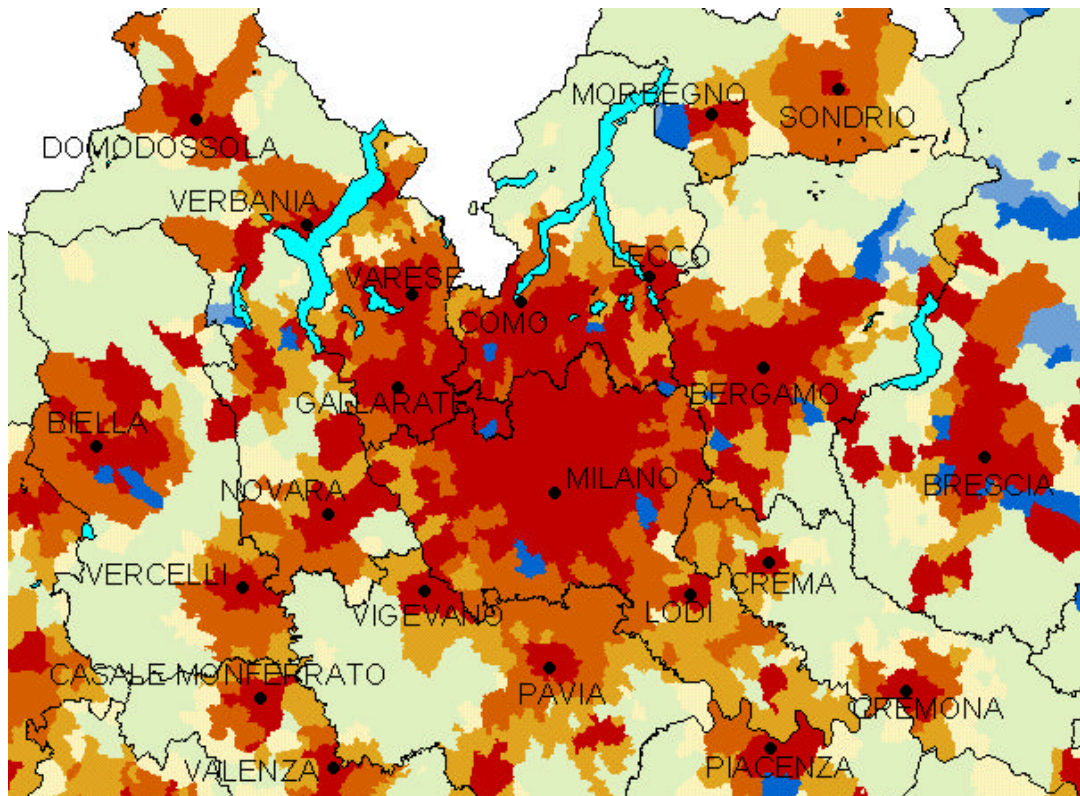 MORBEGNO
SONDRIO
DOMODOSSOLA
VERBANIA
LECCO
VARESE
COMO
BERGAMO
GALLARATE
BIELLA
MILANO
BRESCIA
NOVARA
VERCELLI
CREMA
VIGEVANO
LODI
CASALE MONFERRATO
PAVIA
CREMONA
VALENZA
PIACENZA